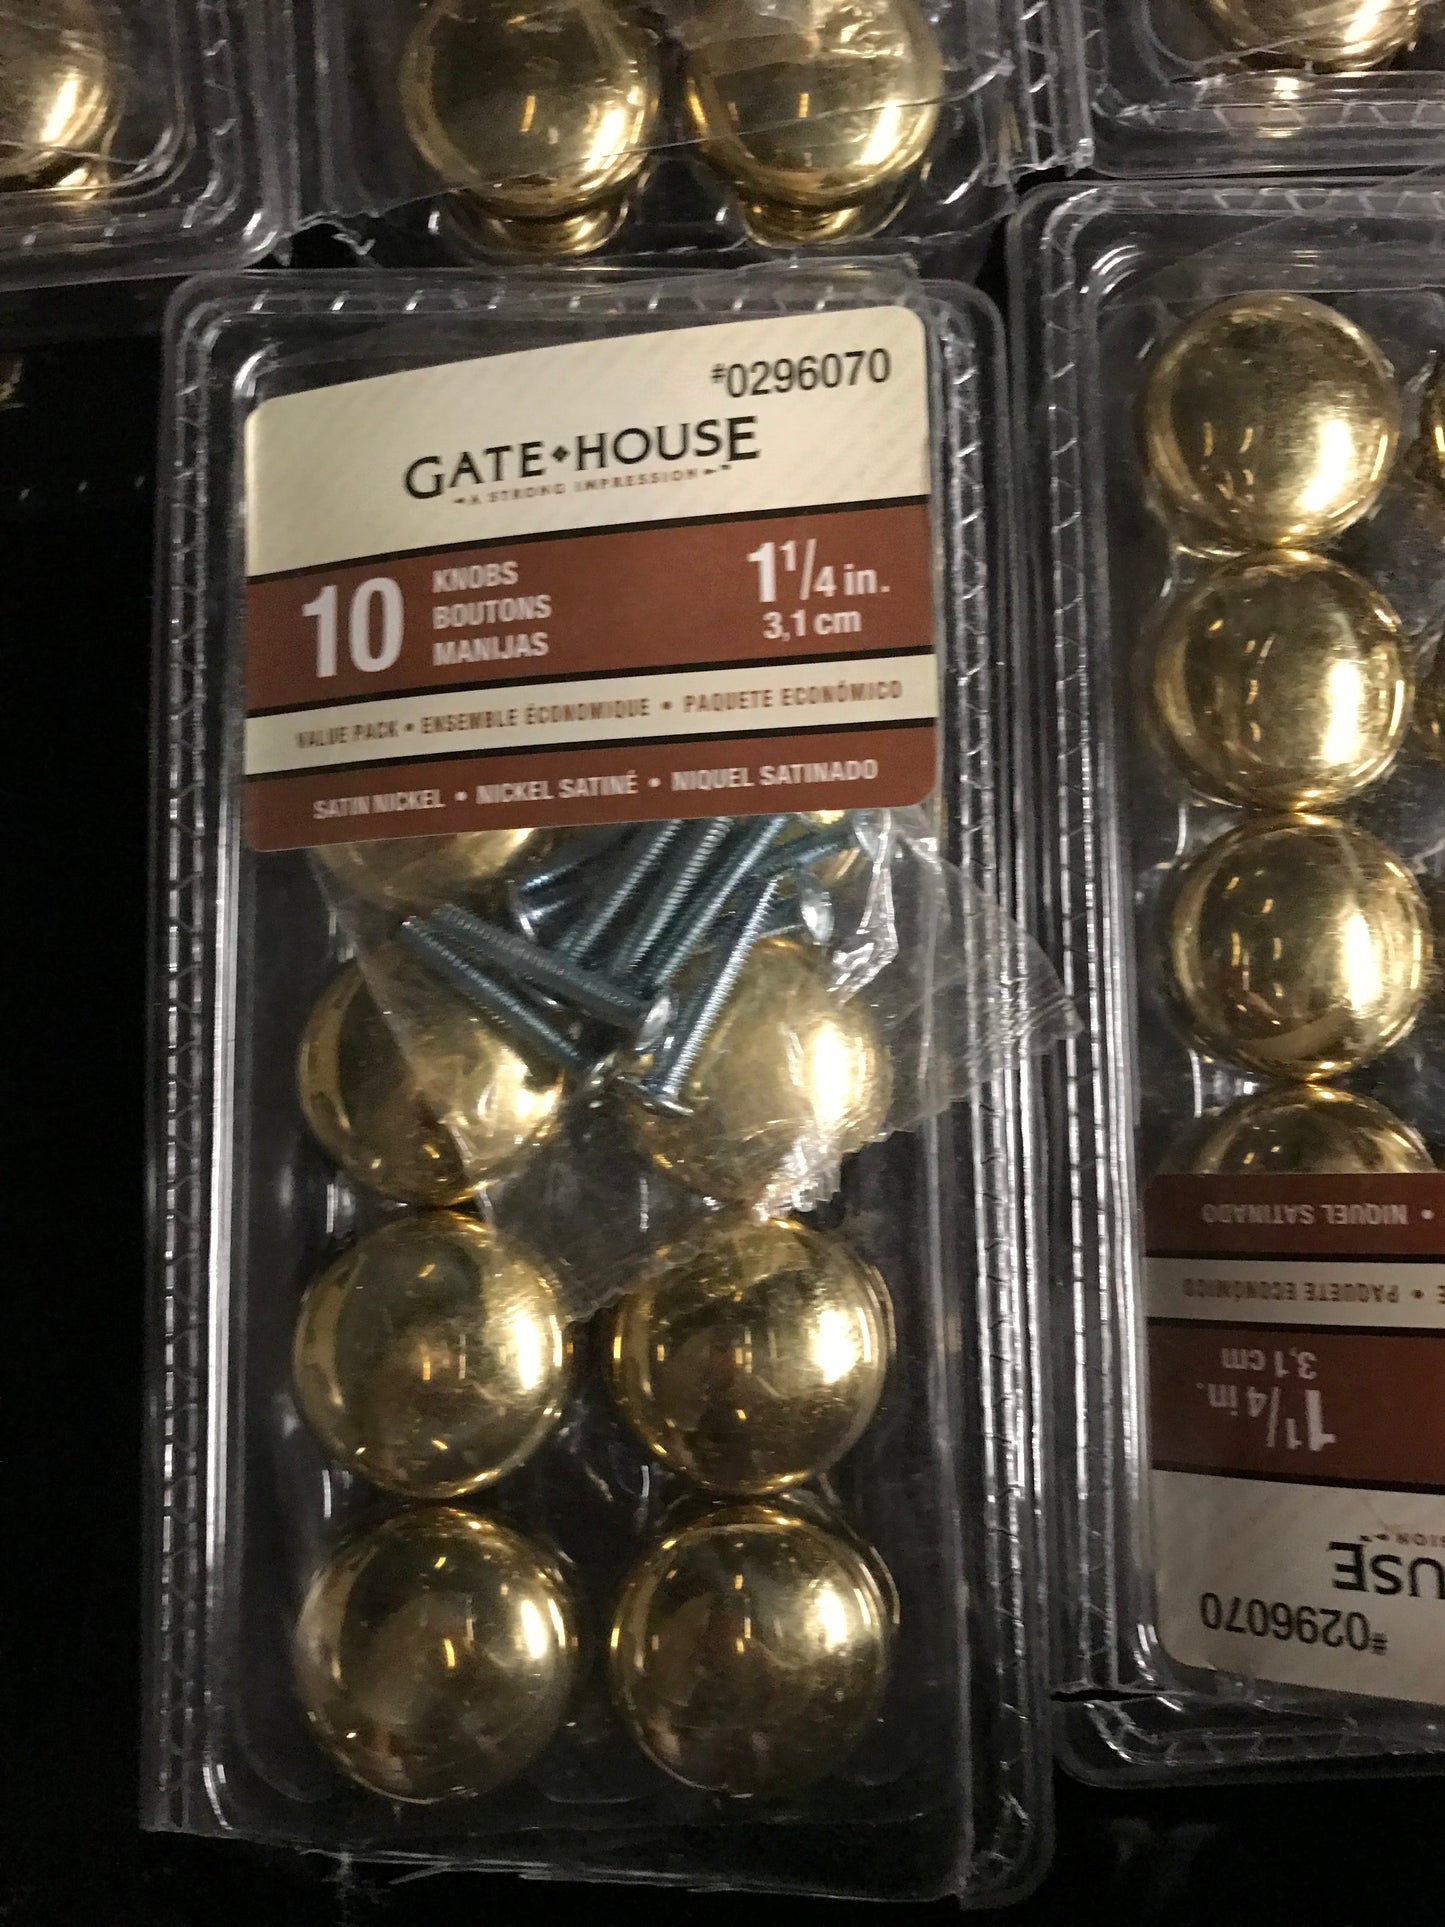 #0296070
GATE HOUSE
A STRONG IMPRESSION
10
KNOBS
BOUTONS
MANIJAS
1 1/4 in.
3,1 cm
VALUE PACK • ENSEMBLE ÉCONOMIQUE • PAQUETE ECONÓMICO
SATIN NICKEL • NICKEL SATINÉ • NIQUEL SATINADO
• NIQUEL SATINADO
• PAQUETE ECONÓMICO
1 1/4 in.
3,1 cm
#0296070